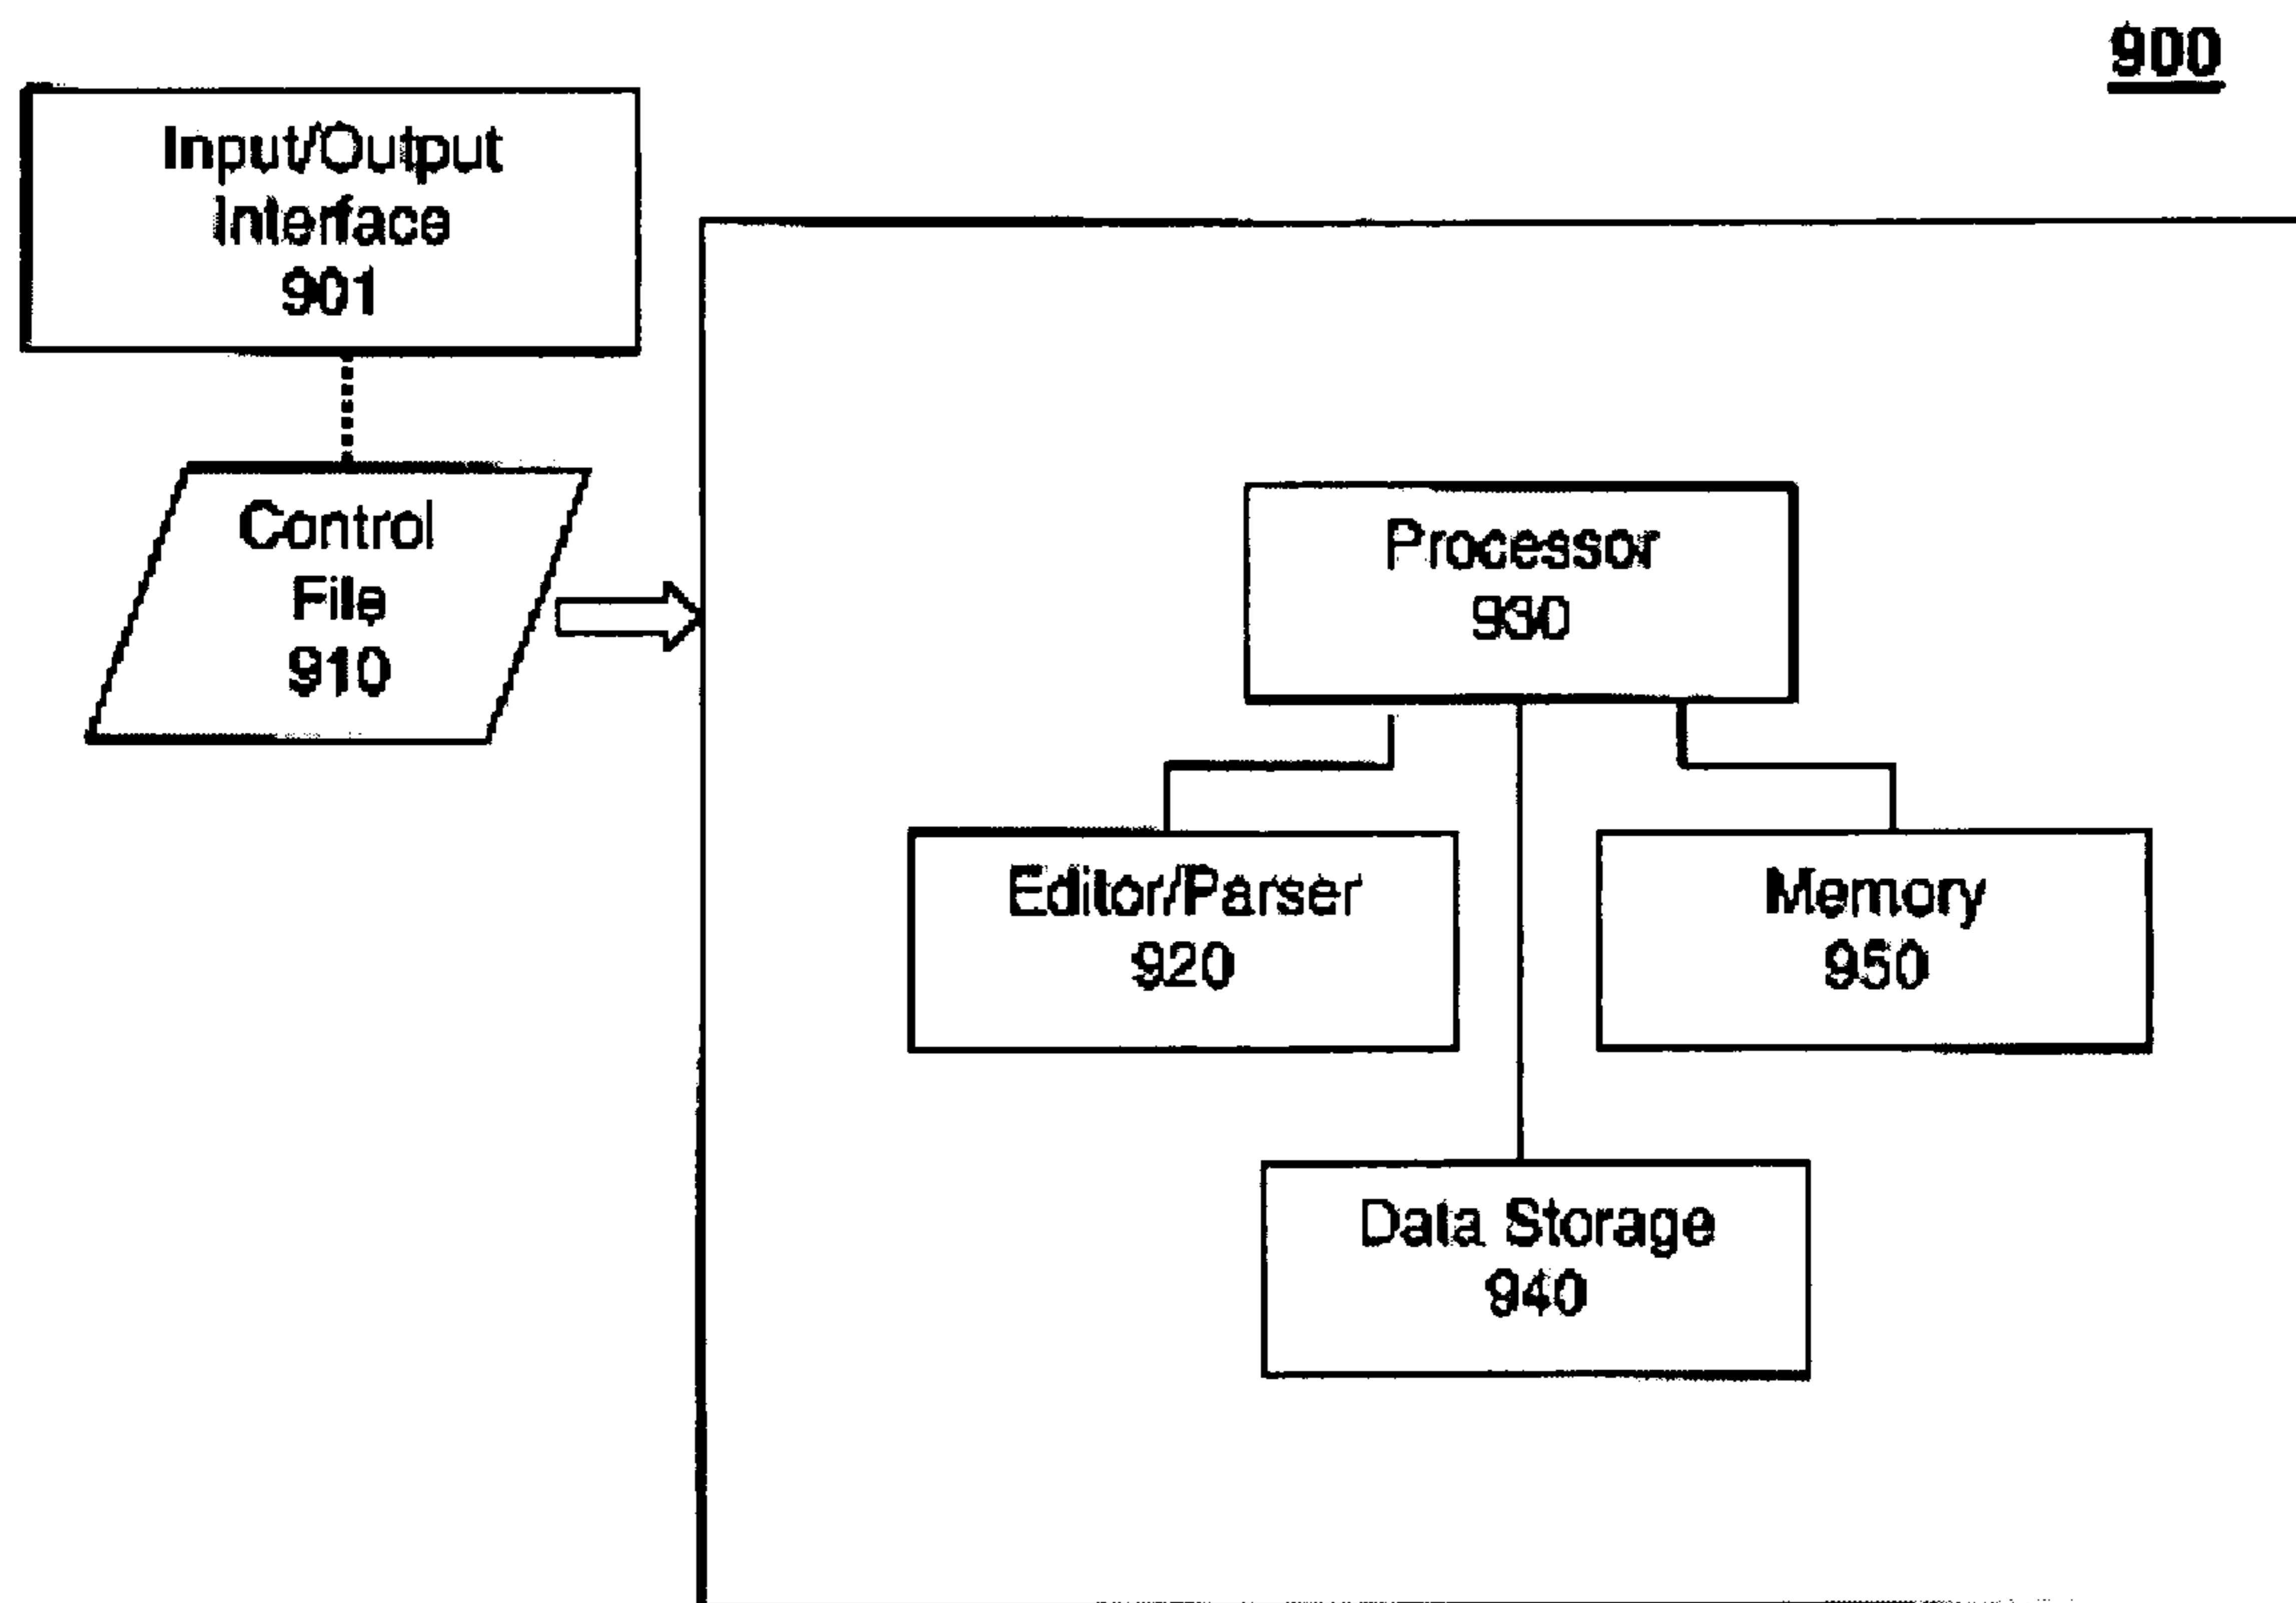 900
Input/Output
Interface
901
Control
File
910
Processor
930
Editor/Parser
920
Memory
950
Data Storage
940